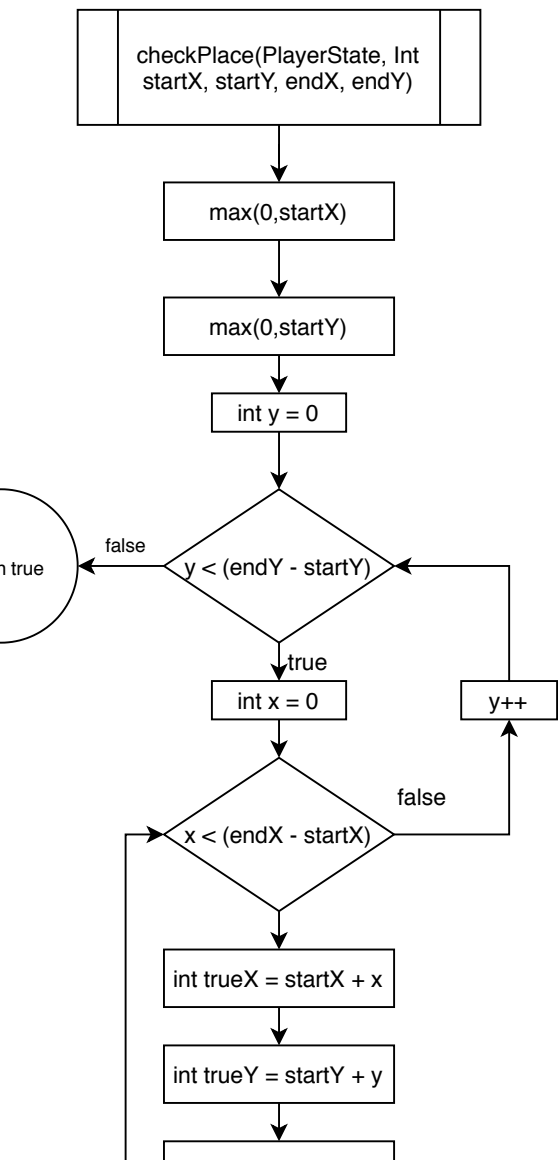 checkPlace(PlayerState, Int
startX, startY, endX, endY)
max(0,startX)
max(0,startY)
int y = 0
false
y < (endY - startY)
true
true
int x = 0
y++
false
x < (endX - startX)
int trueX = startX + x
int trueY = startY + y